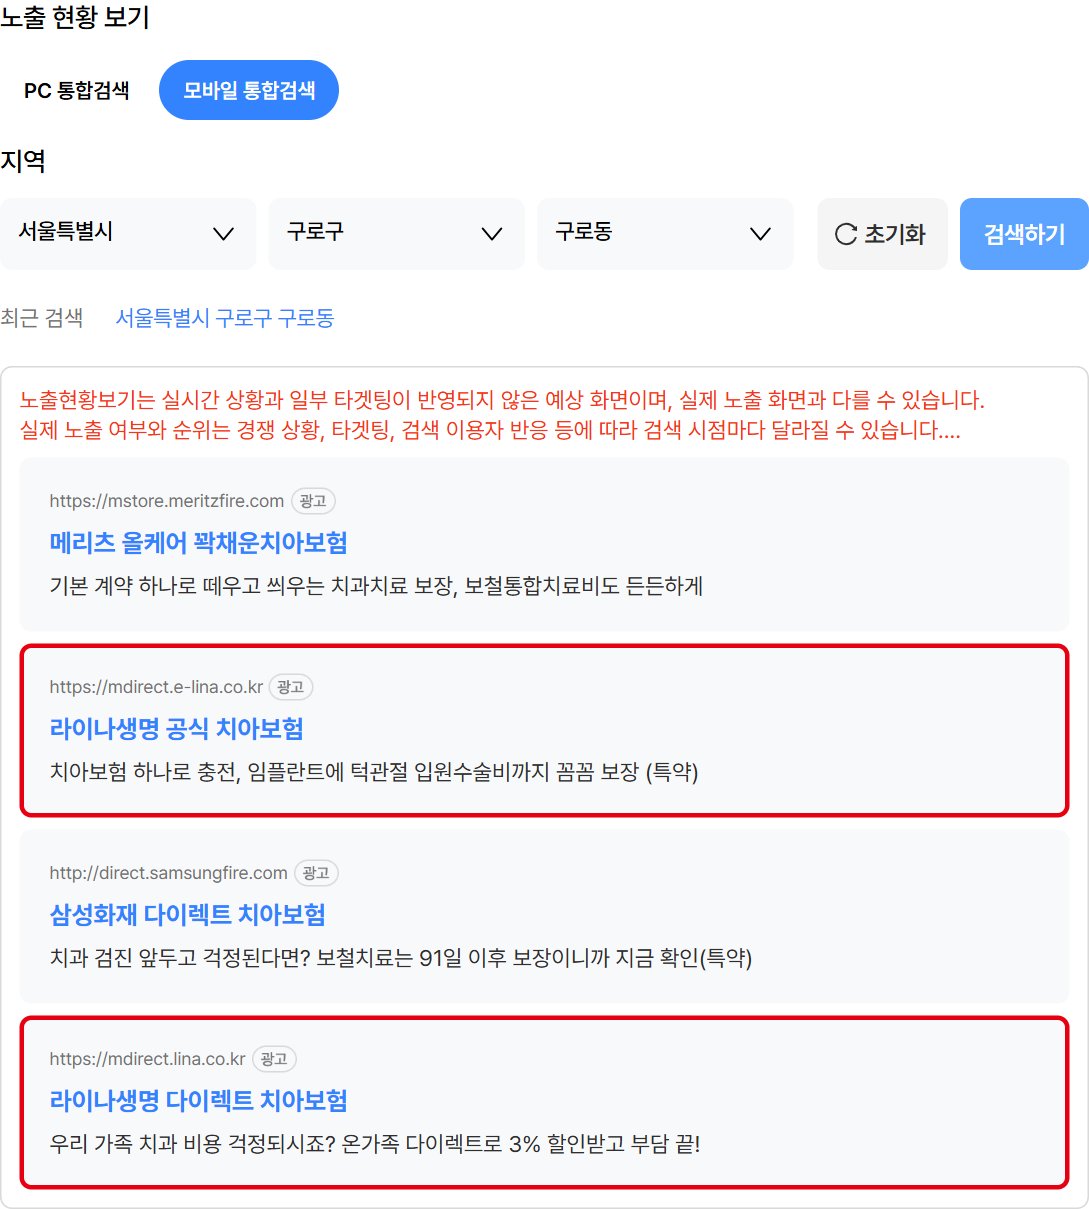 노출 현황 보기
PC 통합검색 모바일 통합검색
지역
서울특별시 구로구 구로동 초기화 검색하기
최근 검색 서울특별시 구로구 구로동
노출현황보기는 실시간 상황과 일부 타겟팅이 반영되지 않은 예상 화면이며, 실제 노출 화면과 다를 수 있습니다.
실제 노출 여부와 순위는 경쟁 상황, 타겟팅, 검색 이용자 반응 등에 따라 검색 시점마다 달라질 수 있습니다....
https://mstore.meritzfire.com 광고
메리츠 올케어 꽉채운치아보험
기본 계약 하나로 떼우고 씌우는 치과치료 보장, 보철통합치료비도 든든하게
https://mdirect.e-lina.co.kr 광고
라이나생명 공식 치아보험
치아보험 하나로 충전, 임플란트에 턱관절 입원수술비까지 꼼꼼 보장 (특약)
http://direct.samsungfire.com 광고
삼성화재 다이렉트 치아보험
치과 검진 앞두고 걱정된다면? 보철치료는 91일 이후 보장이니까 지금 확인(특약)
https://mdirect.lina.co.kr 광고
라이나생명 다이렉트 치아보험
우리 가족 치과 비용 걱정되시죠? 온가족 다이렉트로 3% 할인받고 부담 끝!